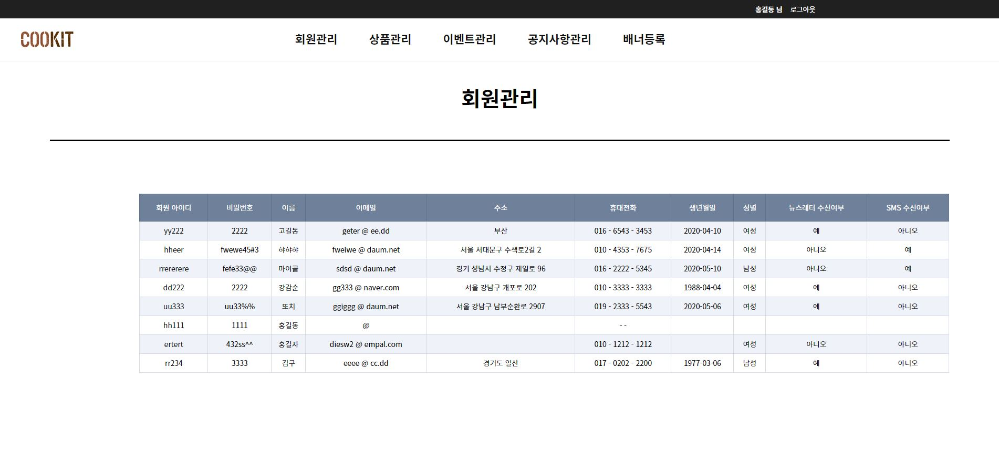 홍길동 님 로그아웃
COOKIT 회원관리 상품관리 이벤트관리 공지사항관리 배너등록
회원관리
회원 아이디 비밀번호 이름 이메일 주소 휴대전화 생년월일 성별 뉴스레터 수신여부 SMS 수신여부
yy222 2222 고길동 geter @ ee.dd 부산 016 - 6543 - 3453 2020-04-10 여성 예 아니오
hheer fwewe45#3 햐햐햐 fweiwe @ daum.net 서울 서대문구 수색로2길 2 010 - 4353 - 7675 2020-04-14 여성 아니오 예
rrererere fefe33@@ 마이콜 sdsd @ daum.net 경기 성남시 수정구 제일로 96 016 - 2222 - 5345 2020-05-10 남성 아니오 예
dd222 2222 강감순 gg333 @ naver.com 서울 강남구 개포로 202 010 - 3333 - 3333 1988-04-04 여성 예 아니오
uu333 uu33%% 또치 ggiggg @ daum.net 서울 강남구 남부순환로 2907 019 - 2333 - 5543 2020-05-06 여성 예 아니오
hh111 1111 홍길동 @ - -
ertert 432ss^^ 홍길자 diesw2 @ empal.com 010 - 1212 - 1212 여성 아니오 아니오
rr234 3333 김구 eeee @ cc.dd 경기도 일산 017 - 0202 - 2200 1977-03-06 남성 예 아니오